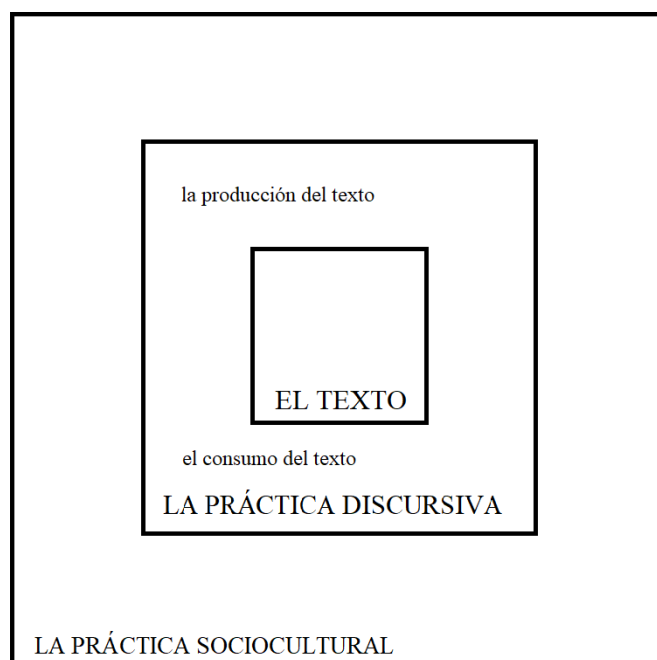 la producción del texto
EL TEXTO
el consumo del texto
LA PRÁCTICA DISCURSIVA
LA PRÁCTICA SOCIOCULTURAL